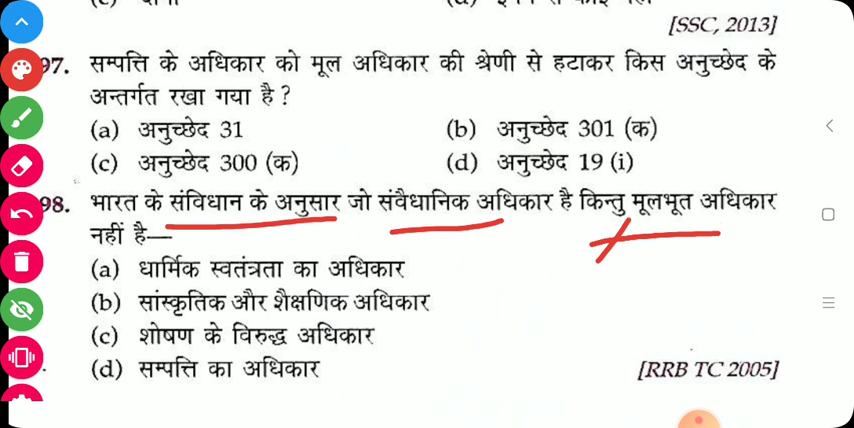 [SSC, 2013]
97. सम्पत्ति के अधिकार को मूल अधिकार की श्रेणी से हटाकर किस अनुच्छेद के
अन्तर्गत रखा गया है ?
(a) अनुच्छेद 31 (b) अनुच्छेद 301 (क)
(c) अनुच्छेद 300 (क) (d) अनुच्छेद 19 (i)
98. भारत के संविधान के अनुसार जो संवैधानिक अधिकार है किन्तु मूलभूत अधिकार
नहीं है—
(a) धार्मिक स्वतंत्रता का अधिकार
(b) सांस्कृतिक और शैक्षणिक अधिकार
(c) शोषण के विरुद्ध अधिकार
(d) सम्पत्ति का अधिकार [RRB TC 2005]